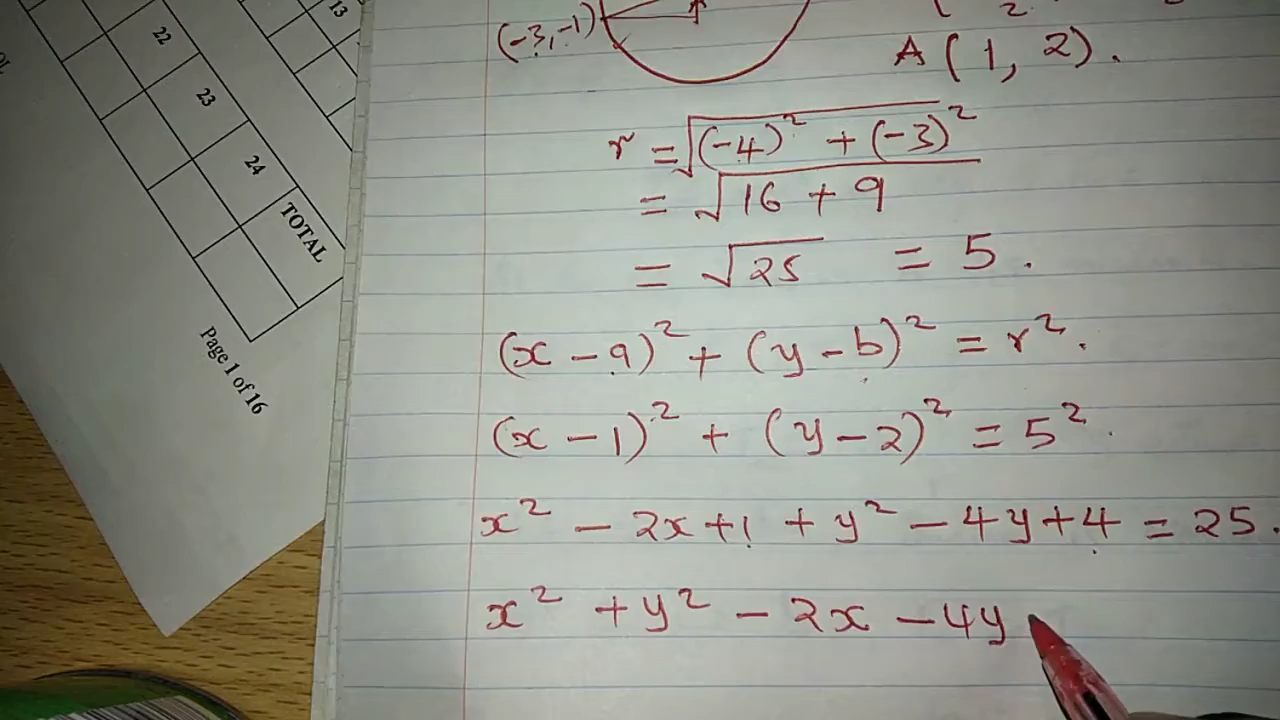 13
22
23
24
TOTAL
Page 1 of 16
(-3, -1)
A (1, 2).
r = √(-4)² + (-3)²
= √16 + 9
= √25 = 5.
(x - a)² + (y - b)² = r².
(x - 1)² + (y - 2)² = 5².
x² - 2x + 1 + y² - 4y + 4 = 25.
x² + y² - 2x - 4y